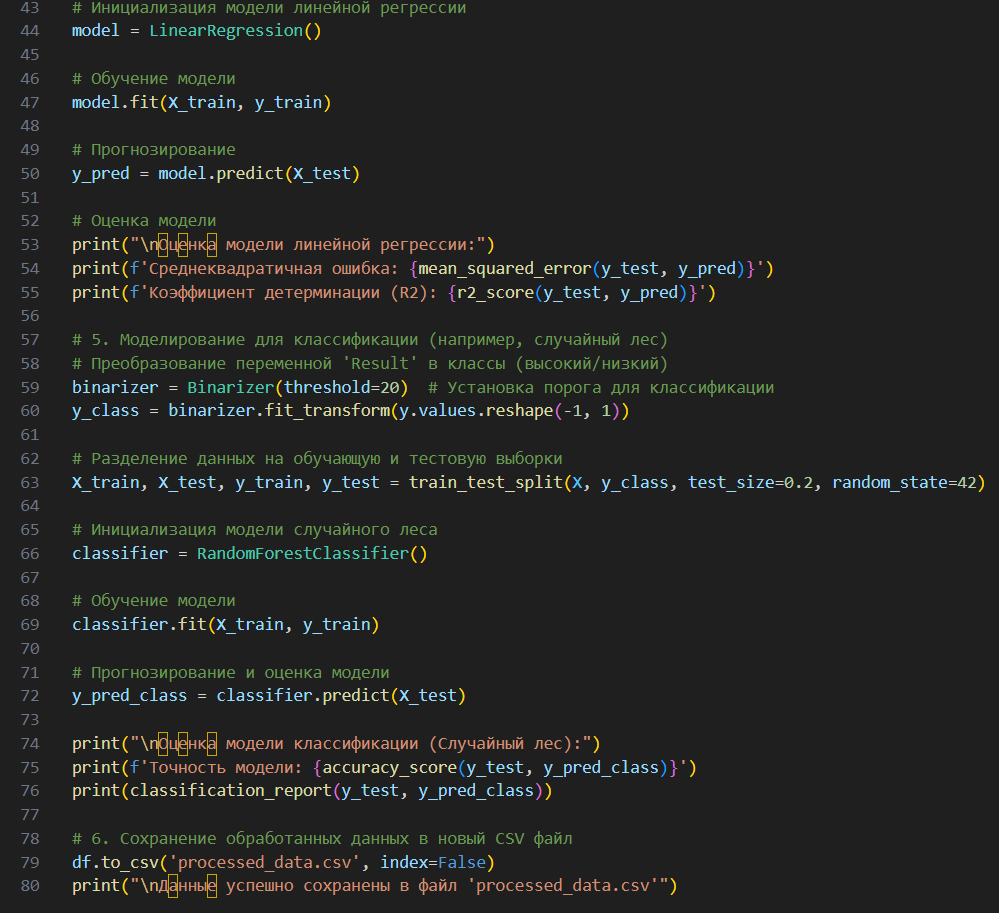 43 # Инициализация модели линейной регрессии
44 model = LinearRegression()
45
46 # Обучение модели
47 model.fit(X_train, y_train)
48
49 # Прогнозирование
50 y_pred = model.predict(X_test)
51
52 # Оценка модели
53 print("\nОценка модели линейной регрессии:")
54 print(f'Среднеквадратичная ошибка: {mean_squared_error(y_test, y_pred)}')
55 print(f'Коэффициент детерминации (R2): {r2_score(y_test, y_pred)}')
56
57 # 5. Моделирование для классификации (например, случайный лес)
58 # Преобразование переменной 'Result' в классы (высокий/низкий)
59 binarizer = Binarizer(threshold=20)  # Установка порога для классификации
60 y_class = binarizer.fit_transform(y.values.reshape(-1, 1))
61
62 # Разделение данных на обучающую и тестовую выборки
63 X_train, X_test, y_train, y_test = train_test_split(X, y_class, test_size=0.2, random_state=42)
64
65 # Инициализация модели случайного леса
66 classifier = RandomForestClassifier()
67
68 # Обучение модели
69 classifier.fit(X_train, y_train)
70
71 # Прогнозирование и оценка модели
72 y_pred_class = classifier.predict(X_test)
73
74 print("\nОценка модели классификации (Случайный лес):")
75 print(f'Точность модели: {accuracy_score(y_test, y_pred_class)}')
76 print(classification_report(y_test, y_pred_class))
77
78 # 6. Сохранение обработанных данных в новый CSV файл
79 df.to_csv('processed_data.csv', index=False)
80 print("\nДанные успешно сохранены в файл 'processed_data.csv'")